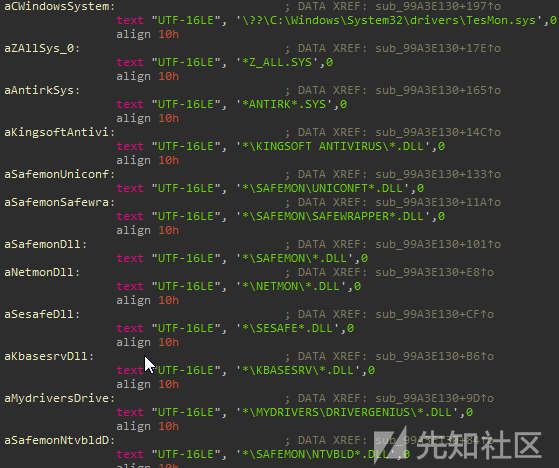 aCWindowsSystem: ; DATA XREF: sub_99A3E130+197↑o
text "UTF-16LE", '\??\C:\Windows\System32\drivers\TesMon.sys',0
align 10h
aZAllSys_0: ; DATA XREF: sub_99A3E130+17E↑o
text "UTF-16LE", '*Z_ALL.SYS',0
align 10h
aAntirkSys: ; DATA XREF: sub_99A3E130+165↑o
text "UTF-16LE", '*ANTIRK*.SYS',0
align 10h
aKingsoftAntivi: ; DATA XREF: sub_99A3E130+14C↑o
text "UTF-16LE", '*\KINGSOFT ANTIVIRUS\*.DLL',0
align 10h
aSafemonUniconf: ; DATA XREF: sub_99A3E130+133↑o
text "UTF-16LE", '*\SAFEMON\UNICONFT*.DLL',0
aSafemonSafewra: ; DATA XREF: sub_99A3E130+11A↑o
text "UTF-16LE", '*\SAFEMON\SAFEWRAPPER*.DLL',0
align 10h
aSafemonDll: ; DATA XREF: sub_99A3E130+101↑o
text "UTF-16LE", '*\SAFEMON\*.DLL',0
aNetmonDll: ; DATA XREF: sub_99A3E130+E8↑o
text "UTF-16LE", '*\NETMON\*.DLL',0
align 10h
aSesafeDll: ; DATA XREF: sub_99A3E130+CF↑o
text "UTF-16LE", '*\SESAFE\*.DLL',0
align 10h
aKbasesrvDll: ; DATA XREF: sub_99A3E130+B6↑o
text "UTF-16LE", '*\KBASESRV\*.DLL',0
align 10h
aMydriversDrive: ; DATA XREF: sub_99A3E130+9D↑o
text "UTF-16LE", '*\MYDRIVERS\DRIVERGENIUS\*.DLL',0
align 10h
aSafemonNtvbldD: ; DATA XREF: sub_99A3E130+84↑o
text "UTF-16LE", '*\SAFEMON\NTVBLD*.DLL',0
align 10h
先知社区